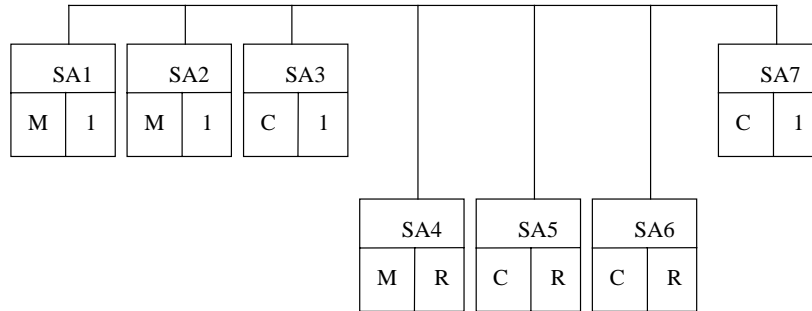 SA1 SA2 SA3 SA7
M 1 M 1 C 1 C 1
SA4 SA5 SA6
M R C R C R